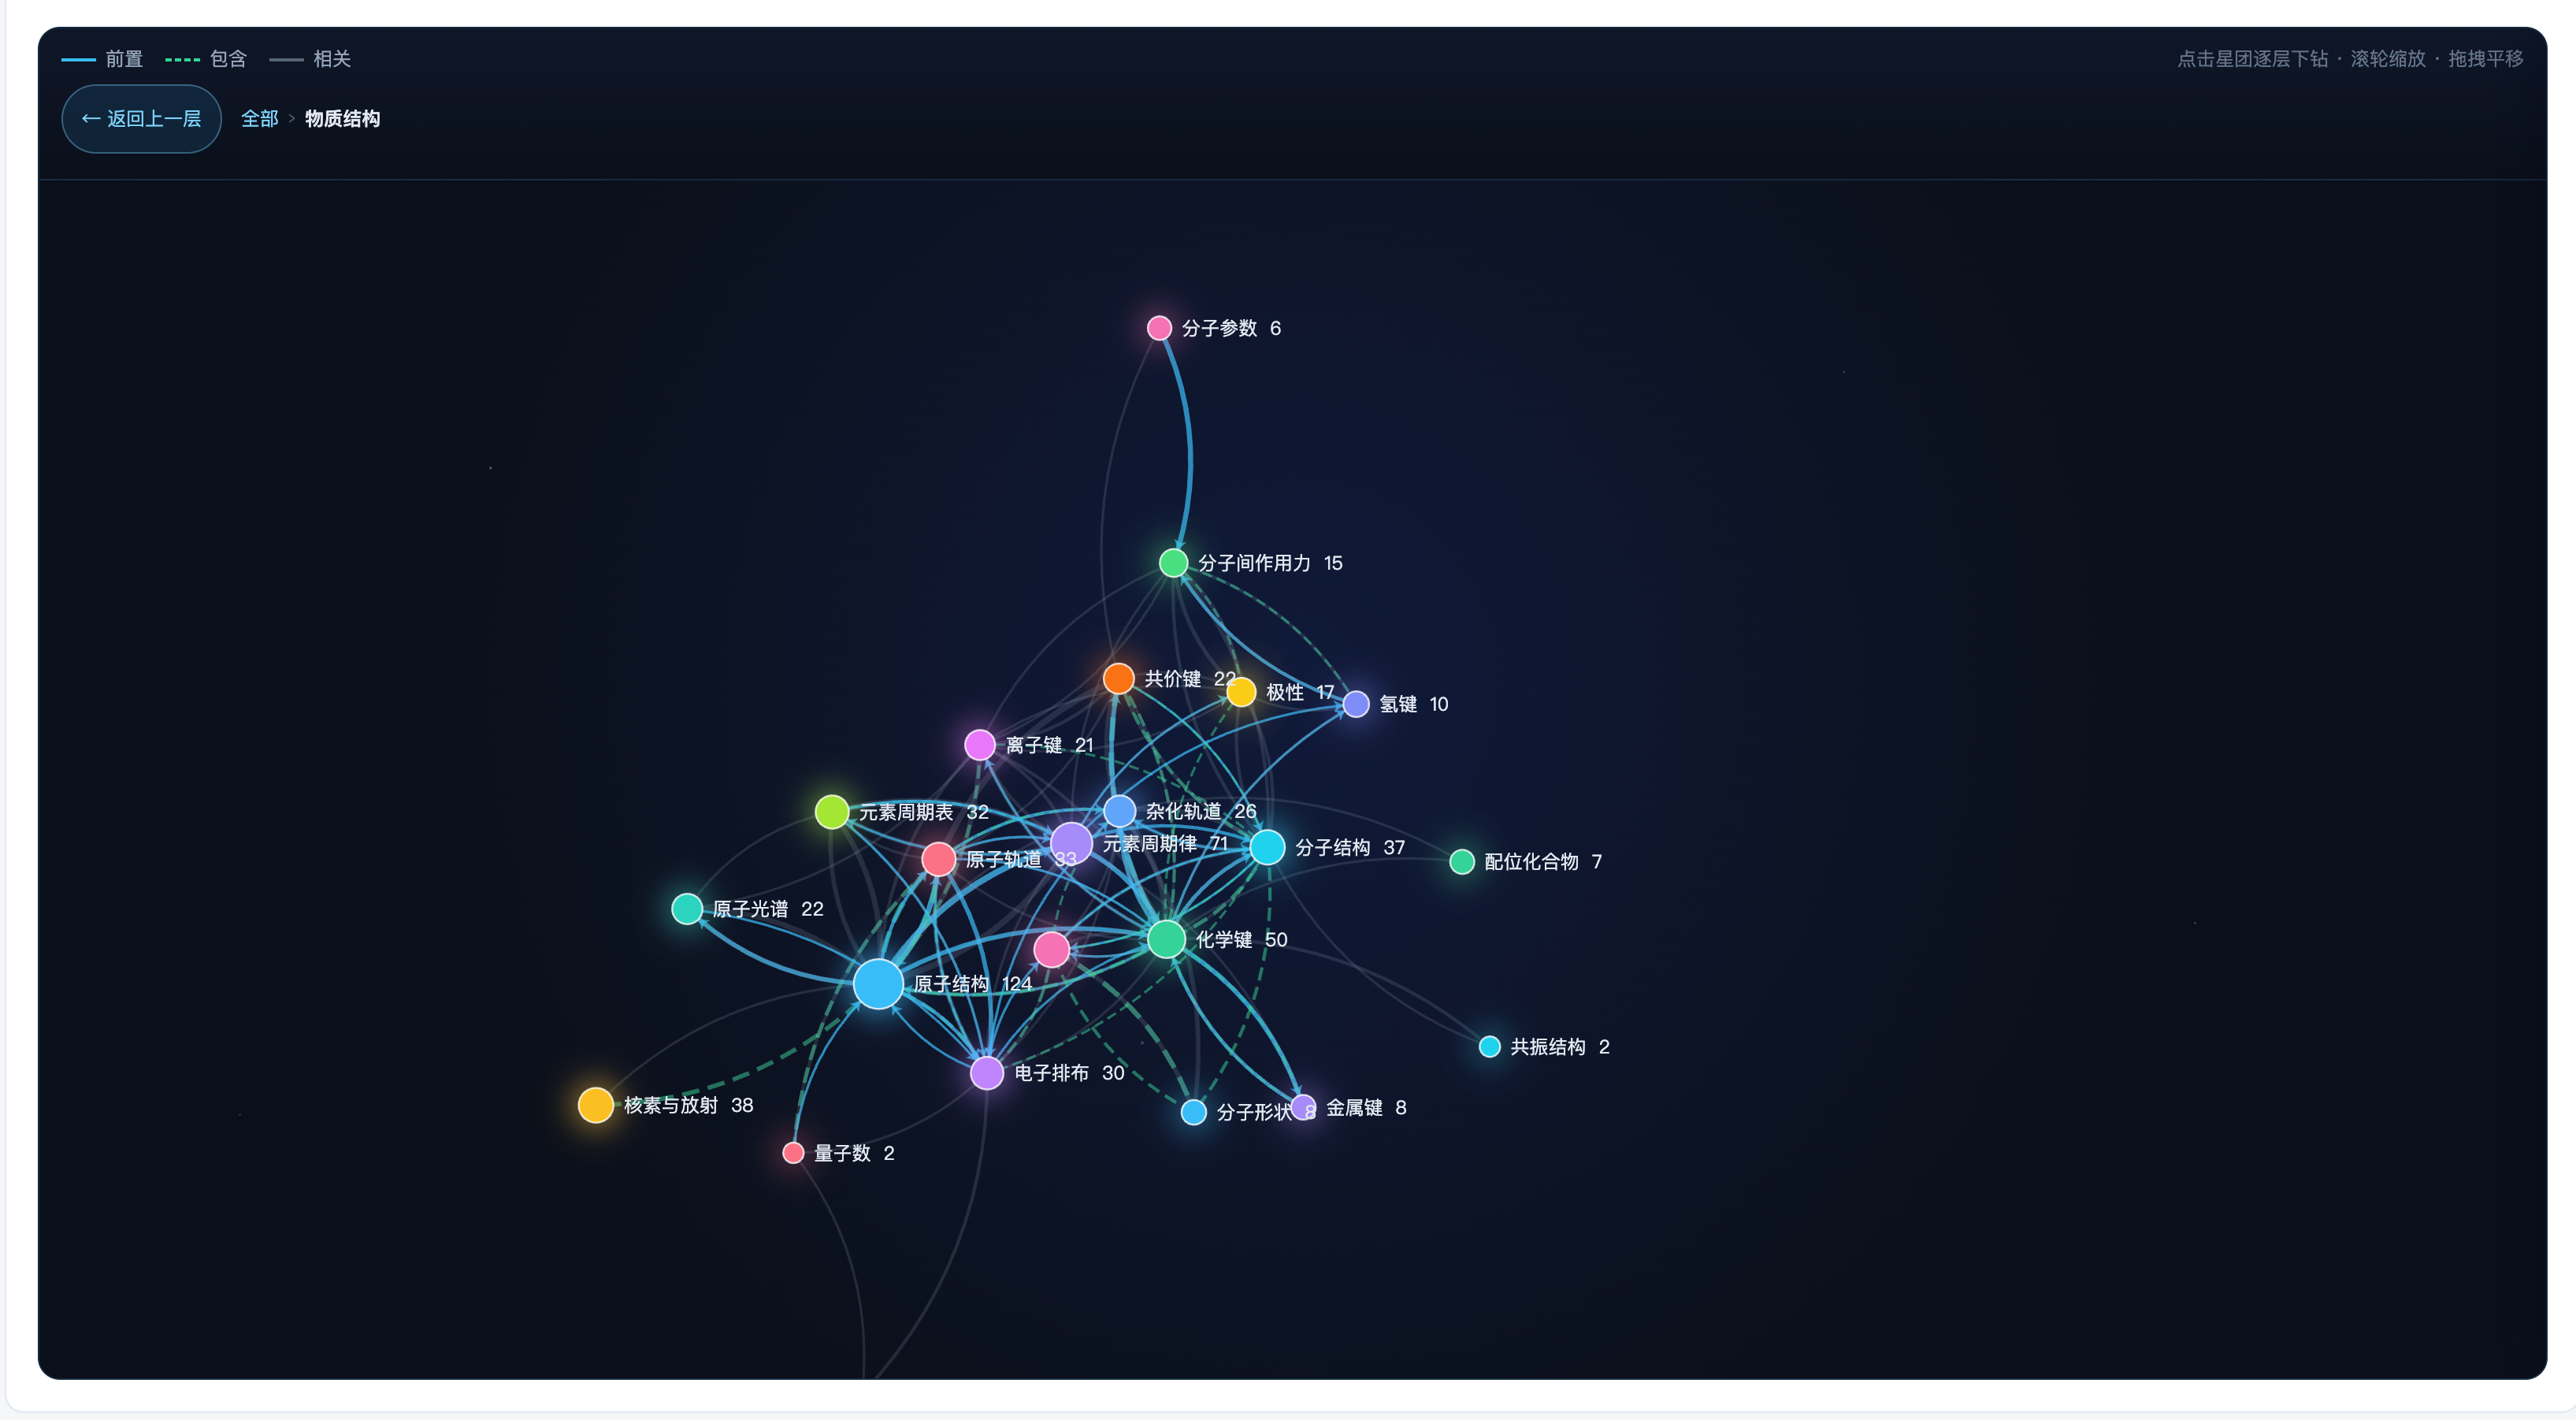 前置 包含 相关
点击星团逐层下钻 · 滚轮缩放 · 拖拽平移
← 返回上一层 全部 › 物质结构
分子参数 6
分子间作用力 15
共价键 22
极性 17
氢键 10
离子键 21
元素周期表 32
杂化轨道 26
元素周期律 71
分子结构 37
原子轨道 33
配位化合物 7
原子光谱 22
化学键 50
原子结构 124
共振结构 2
电子排布 30
核素与放射 38
分子形状 8
金属键 8
量子数 2